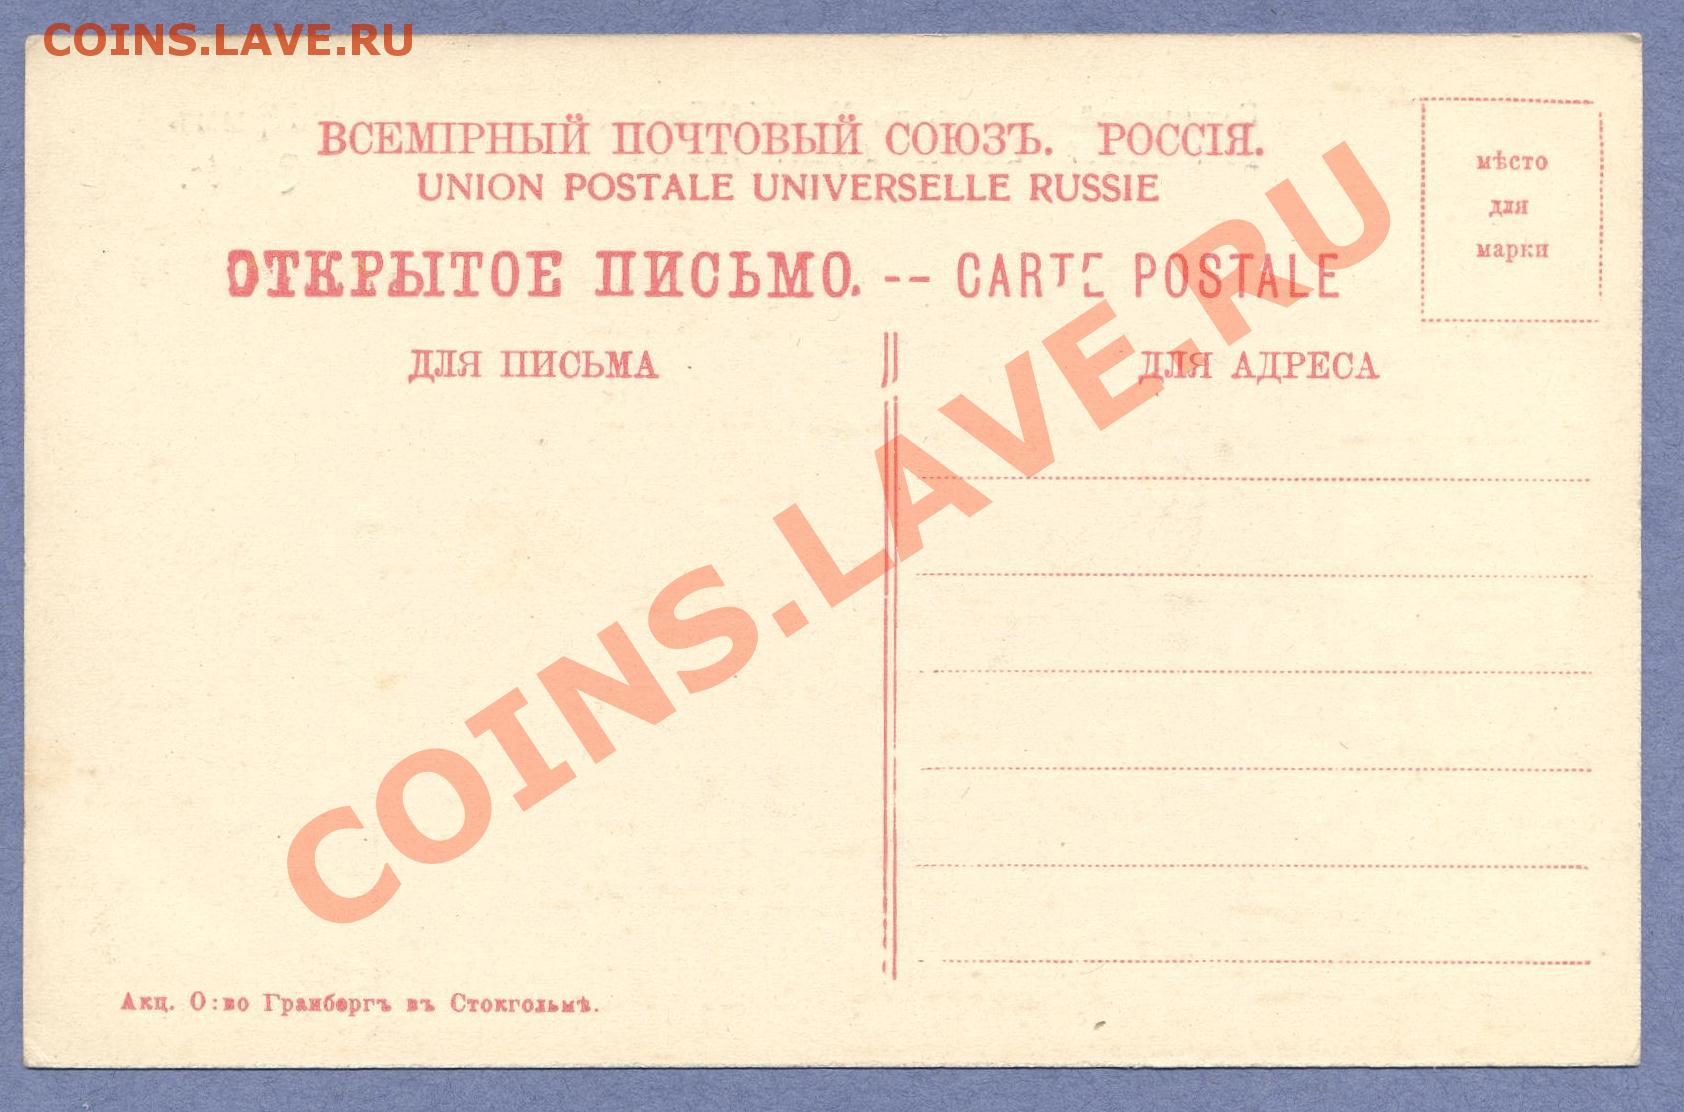 COINS.LAVE.RU
ВСЕМІРНЫЙ ПОЧТОВЫЙ СОЮЗЪ. РОССІЯ.
UNION POSTALE UNIVERSELLE RUSSIE
ОТКРЫТОЕ ПИСЬМО. -- CARTE POSTALE
мѣсто
для
марки
ДЛЯ ПИСЬМА
ДЛЯ АДРЕСА
COINS.LAVE.RU
Акц. О:во Гранбергъ въ Стокгольмѣ.